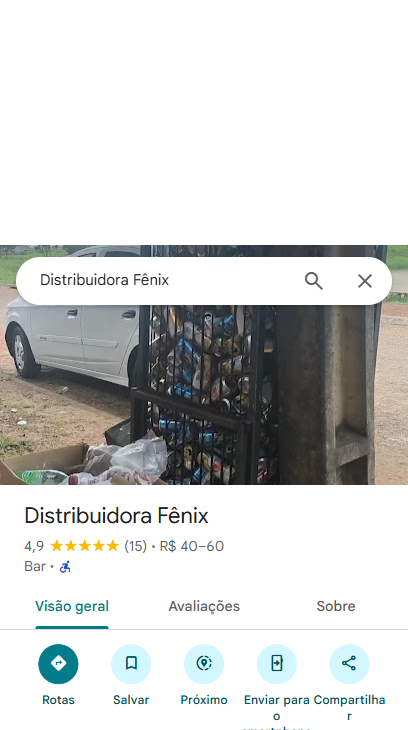 Distribuidora Fênix
Distribuidora Fênix
4,9 (15) • R$ 40–60
Bar •
Visão geral Avaliações Sobre
Rotas Salvar Próximo Enviar para o Compartilhar